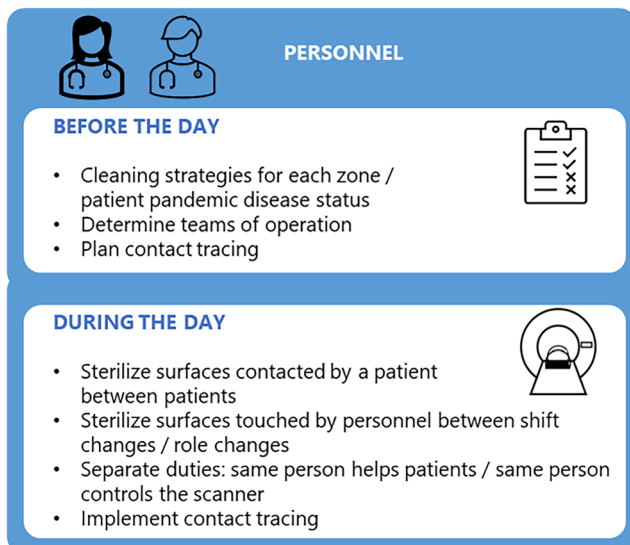 PERSONNEL
BEFORE THE DAY
• Cleaning strategies for each zone /
patient pandemic disease status
• Determine teams of operation
• Plan contact tracing
DURING THE DAY
• Sterilize surfaces contacted by a patient
between patients
• Sterilize surfaces touched by personnel between shift
changes / role changes
• Separate duties: same person helps patients / same person
controls the scanner
• Implement contact tracing